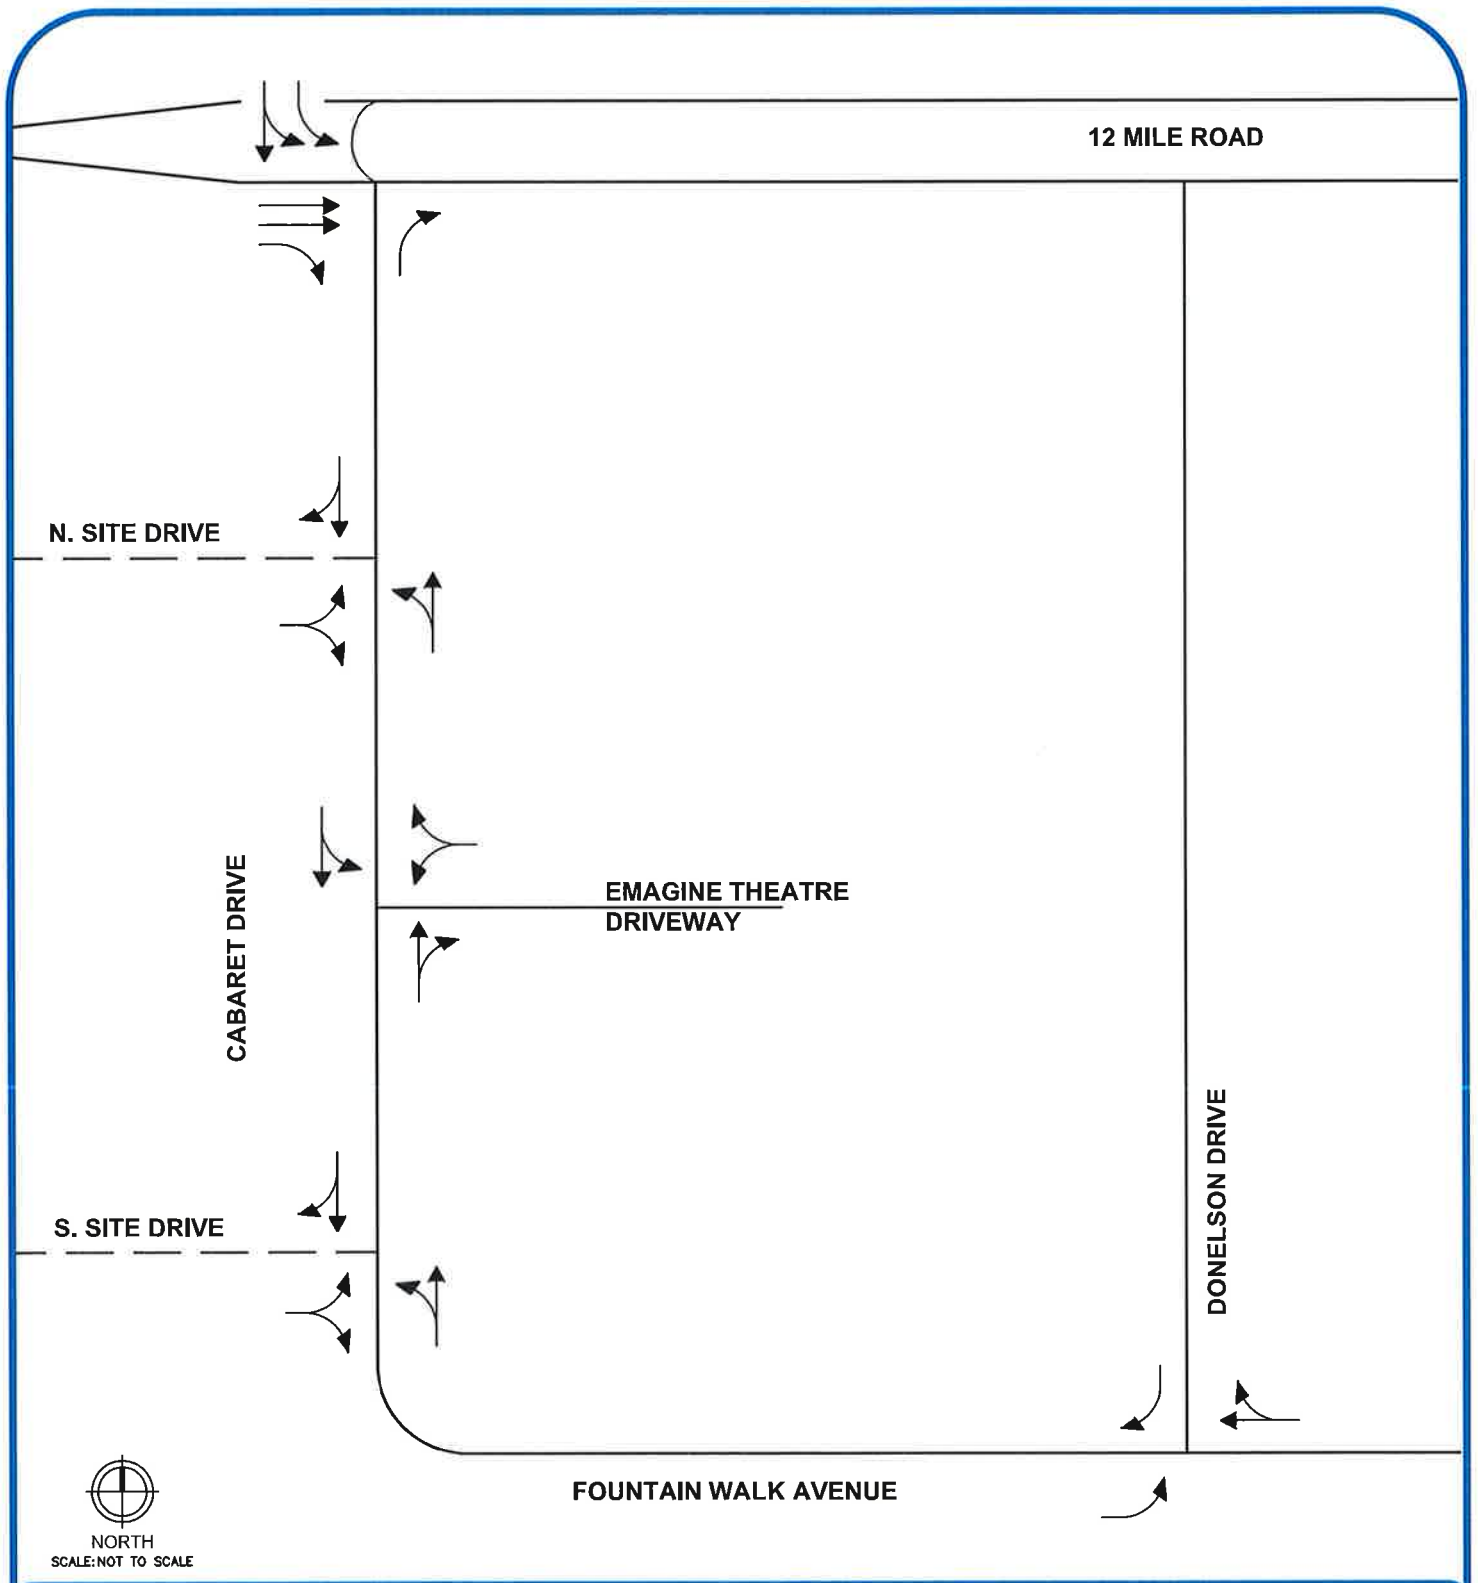 12 MILE ROAD
N. SITE DRIVE
EMAGINE THEATRE
DRIVEWAY
CABARET DRIVE
DONELSON DRIVE
S. SITE DRIVE
FOUNTAIN WALK AVENUE
NORTH
SCALE:NOT TO SCALE